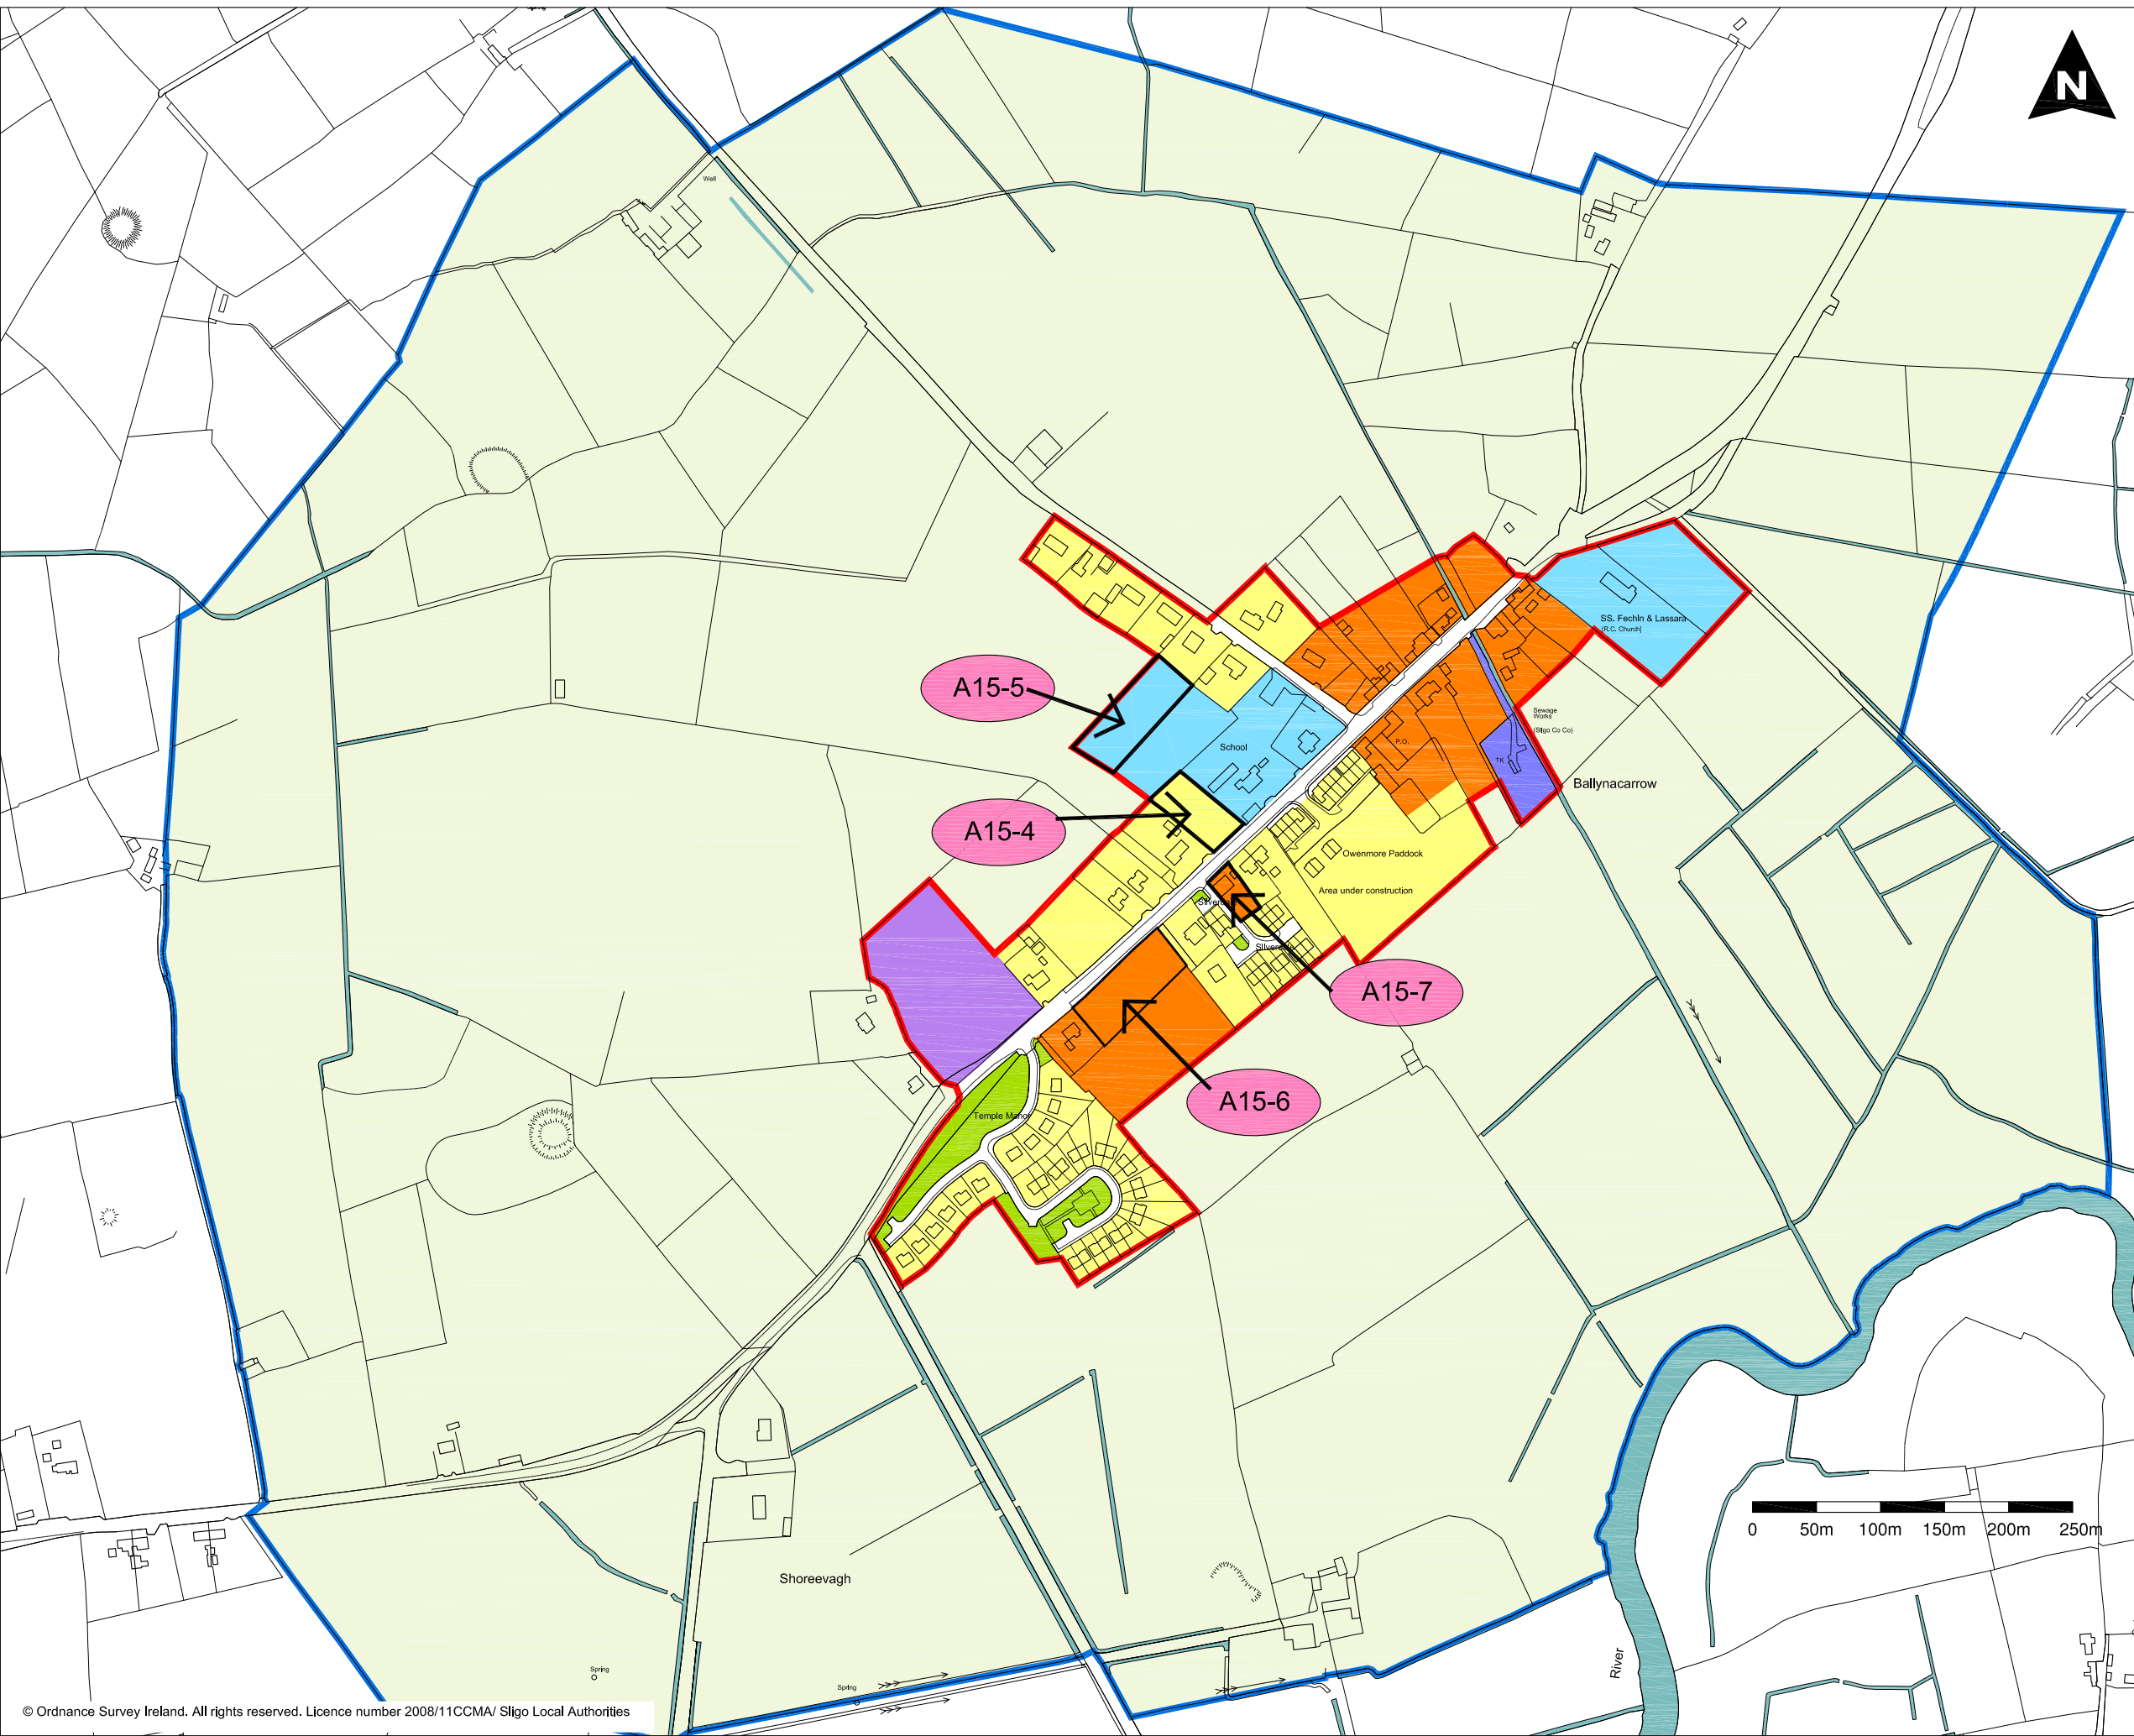 N
Well
SS. Fechin & Lassara
(R.C. Church)
A15-5
Sewage
Works
(Sligo Co Co)
School
P.O.
TK
Ballynacarrow
A15-4
Owenmore Paddock
Area under construction
A15-7
A15-6
Temple Manor
0 50m 100m 150m 200m 250m
Shoreevagh
River
Spring
Spring
© Ordnance Survey Ireland. All rights reserved. Licence number 2008/11CCMA/ Sligo Local Authorities